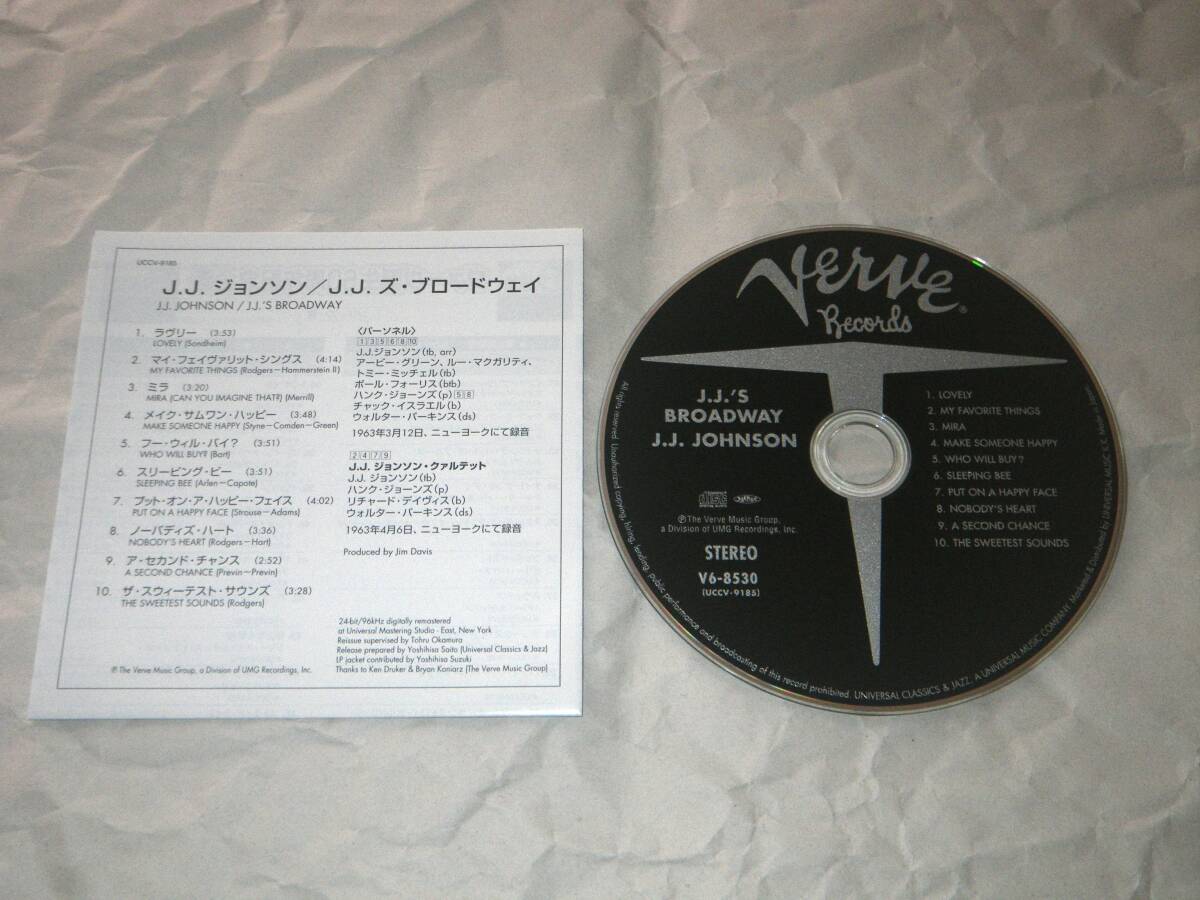 UCCV-9185
J.J. ジョンソン／J.J. ズ・ブロードウェイ
J.J. JOHNSON / J.J.'S BROADWAY
1. ラヴリー (3:53)
LOVELY (Sondheim)
2. マイ・フェイヴァリット・シングス (4:14)
MY FAVORITE THINGS (Rodgers－Hammerstein II)
3. ミラ (3:20)
MIRA (CAN YOU IMAGINE THAT?) (Merrill)
4. メイク・サムワン・ハッピー (3:48)
MAKE SOMEONE HAPPY (Styne－Comden－Green)
5. フー・ウィル・バイ？ (3:51)
WHO WILL BUY? (Bart)
6. スリーピング・ビー (3:51)
SLEEPING BEE (Arlen－Capote)
7. プット・オン・ア・ハッピー・フェイス (4:02)
PUT ON A HAPPY FACE (Strouse－Adams)
8. ノーバディズ・ハート (3:36)
NOBODY'S HEART (Rodgers－Hart)
9. ア・セカンド・チャンス (2:52)
A SECOND CHANCE (Previn－Previn)
10. ザ・スウィーテスト・サウンズ (3:28)
THE SWEETEST SOUNDS (Rodgers)
〈パーソネル〉
1 3 5 6 8 10
J.J.ジョンソン(tb, arr)
アービー・グリーン、ルー・マクガリティ、
トミー・ミッチェル(tb)
ポール・フォーリス(btb)
ハンク・ジョーンズ(p) 5 8
チャック・イスラエル(b)
ウォルター・パーキンス(ds)
1963年3月12日、ニューヨークにて録音
2 4 7 9
J.J. ジョンソン・クァルテット
J.J. ジョンソン(tb)
ハンク・ジョーンズ(p)
リチャード・デイヴィス(b)
ウォルター・パーキンス(ds)
1963年4月6日、ニューヨークにて録音
Produced by Jim Davis
24-bit/96kHz digitally remastered
at Universal Mastering Studio - East, New York
Reissue supervised by Tohru Okamura
Release prepared by Yoshihisa Saito (Universal Classics & Jazz)
LP jacket contributed by Yoshihisa Suzuki
Thanks to Ken Druker & Bryan Koniarz (The Verve Music Group)
℗ The Verve Music Group, a Division of UMG Recordings, Inc.
VERVE ®
Records
J.J.'S
BROADWAY
J.J. JOHNSON
1. LOVELY
2. MY FAVORITE THINGS
3. MIRA
4. MAKE SOMEONE HAPPY
5. WHO WILL BUY?
6. SLEEPING BEE
7. PUT ON A HAPPY FACE
8. NOBODY'S HEART
9. A SECOND CHANCE
10. THE SWEETEST SOUNDS
COMPACT
disc
DIGITAL AUDIO
℗The Verve Music Group,
a Division of UMG Recordings, Inc.
STEREO
V6-8530
(UCCV-9185)
All rights reserved. Unauthorized copying, hiring, lending, public performance and broadcasting of this record prohibited. UNIVERSAL CLASSICS & JAZZ. A UNIVERSAL MUSIC COMPANY. Marketed & Distributed by UNIVERSAL MUSIC K.K. Made in Japan